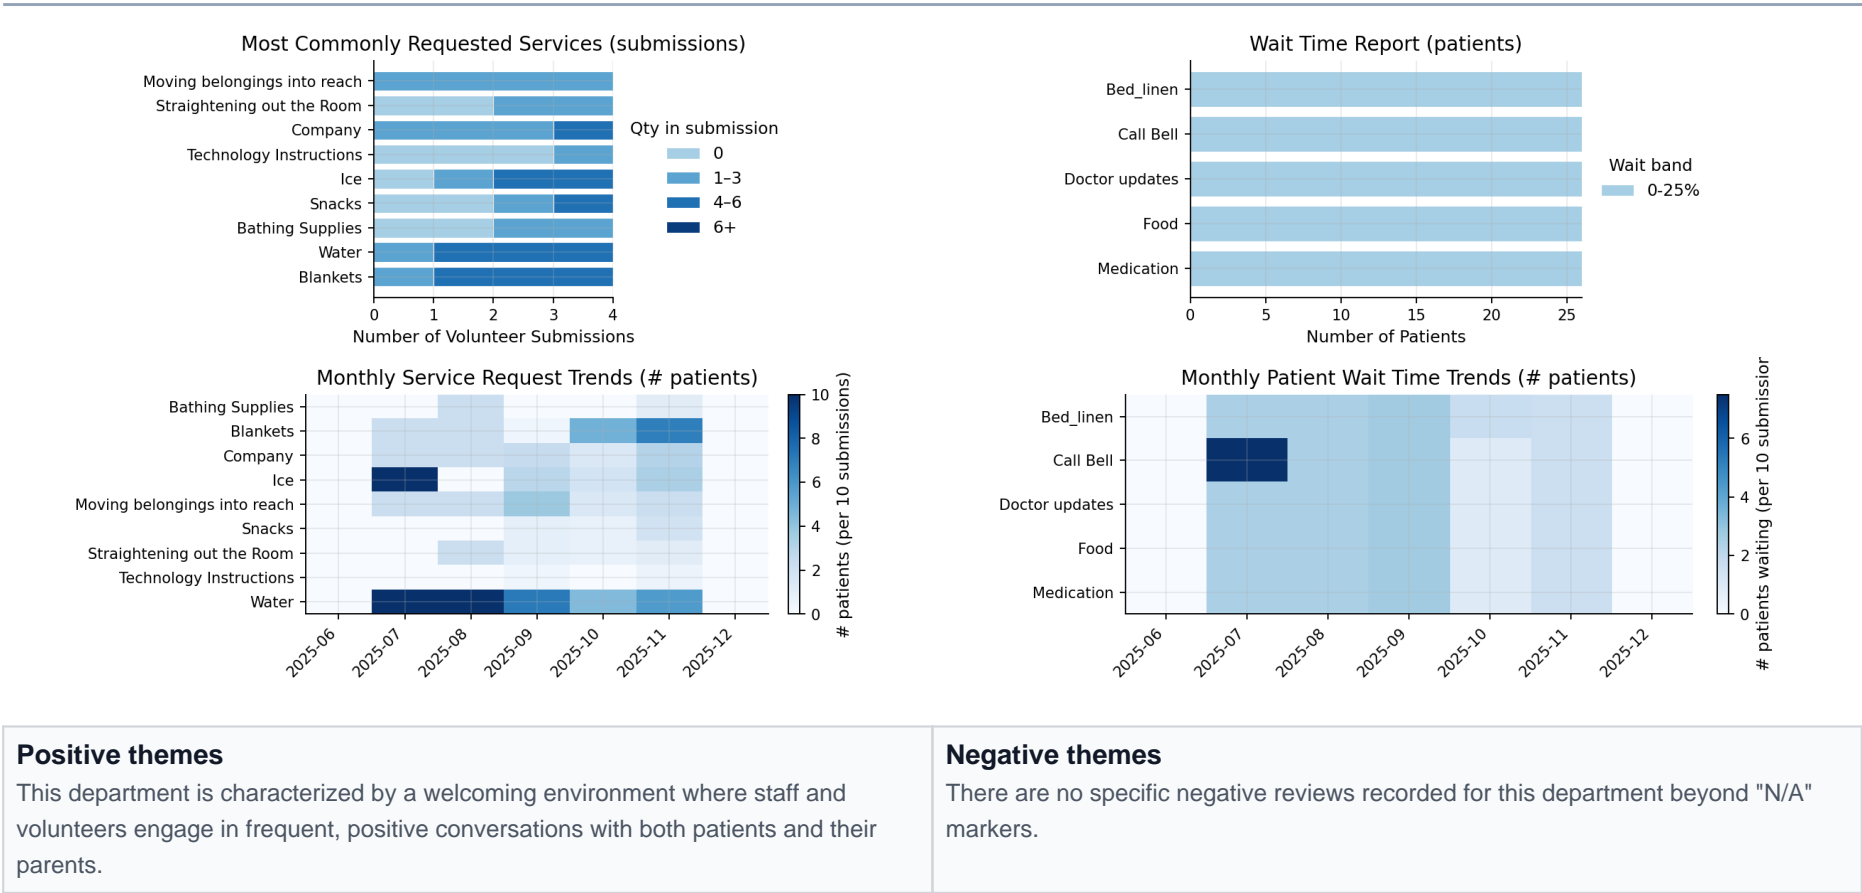 Most Commonly Requested Services (submissions)
Moving belongings into reach
Straightening out the Room
Company
Technology Instructions
Ice
Snacks
Bathing Supplies
Water
Blankets
0 1 2 3 4
Number of Volunteer Submissions
Qty in submission
0
1–3
4–6
6+
Wait Time Report (patients)
Bed_linen
Call Bell
Doctor updates
Food
Medication
0 5 10 15 20 25
Number of Patients
Wait band
0-25%
Monthly Service Request Trends (# patients)
Bathing Supplies
Blankets
Company
Ice
Moving belongings into reach
Snacks
Straightening out the Room
Technology Instructions
Water
2025-06 2025-07 2025-08 2025-09 2025-10 2025-11 2025-12
10
8
6
4
2
0
# patients (per 10 submissions)
Monthly Patient Wait Time Trends (# patients)
Bed_linen
Call Bell
Doctor updates
Food
Medication
2025-06 2025-07 2025-08 2025-09 2025-10 2025-11 2025-12
6
4
2
0
# patients waiting (per 10 submission
Positive themes
This department is characterized by a welcoming environment where staff and
volunteers engage in frequent, positive conversations with both patients and their
parents.
Negative themes
There are no specific negative reviews recorded for this department beyond "N/A"
markers.